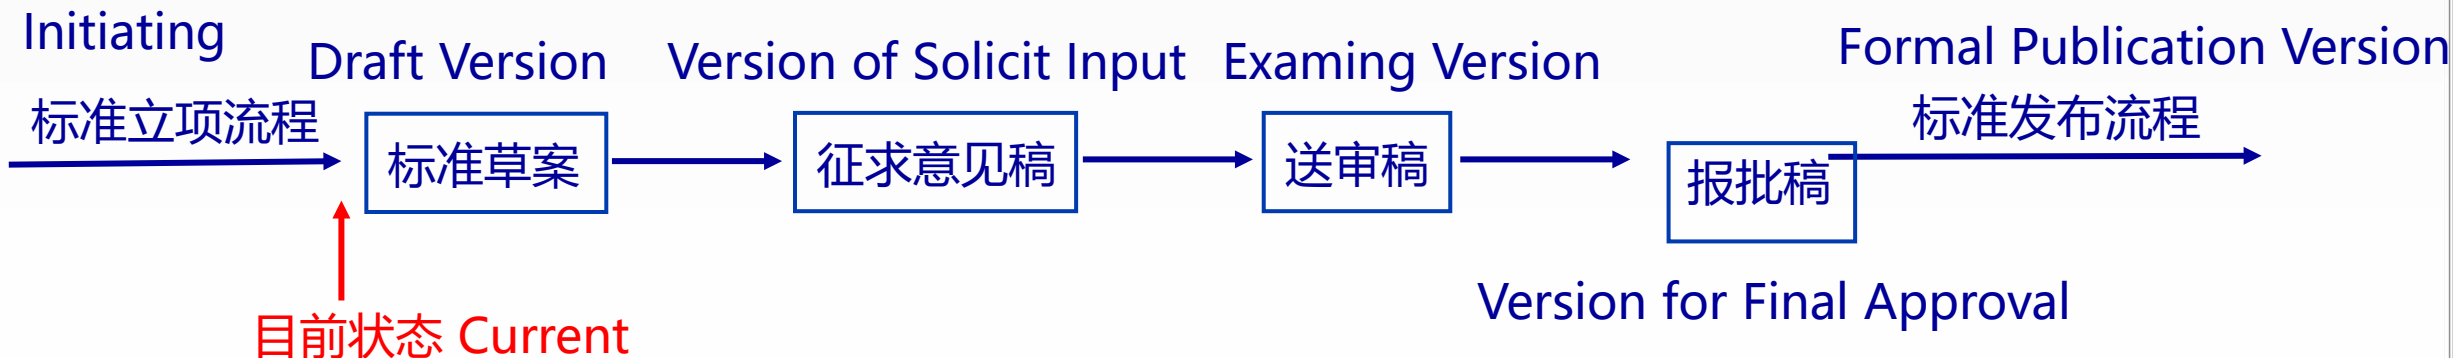 Initiating
Draft Version
Version of Solicit Input
Examing Version
Formal Publication Version
标准立项流程
标准草案
征求意见稿
送审稿
报批稿
标准发布流程
Version for Final Approval
目前状态 Current